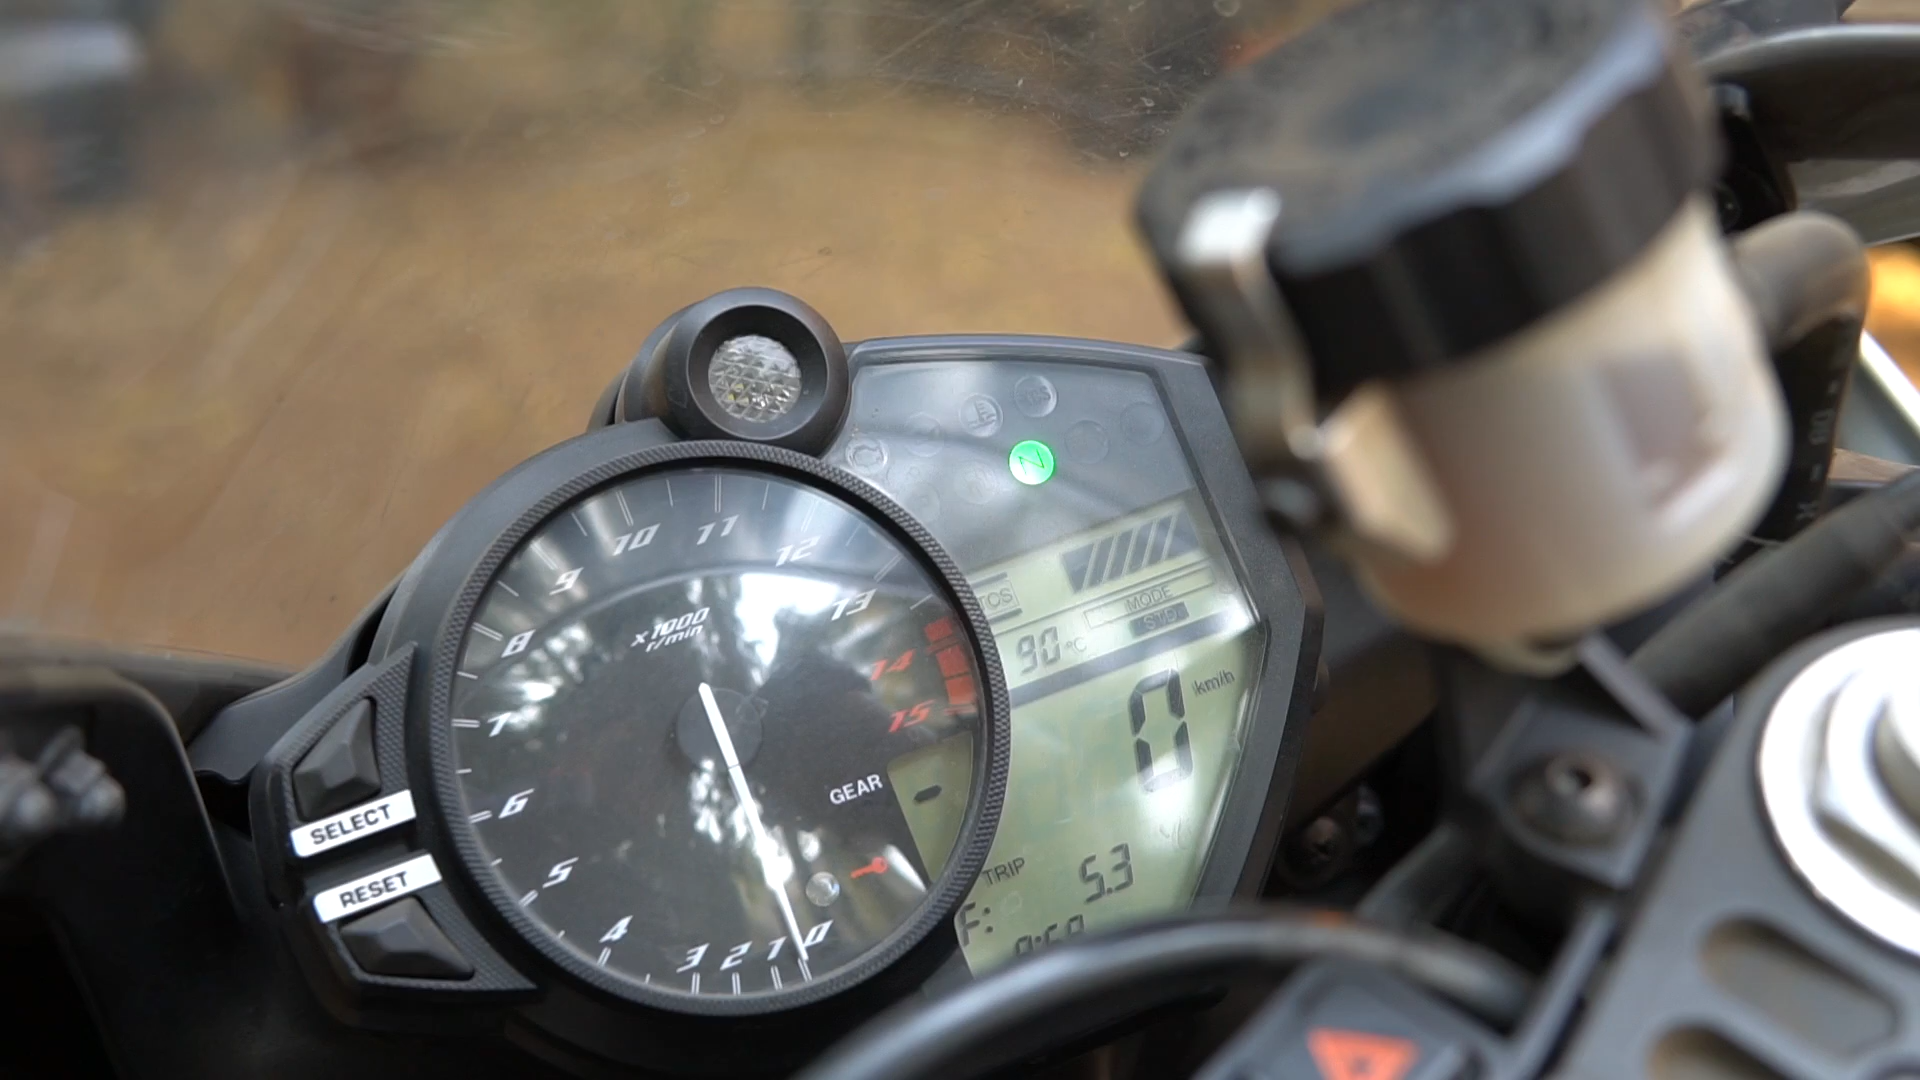 N
10 11 12
9 13
8 14
7 15
6
5
4 3 2 1 0
x1000
r/min
GEAR
-
SELECT
RESET
TCS
MODE
STD
90 °C
0 km/h
TRIP 5.3
F: